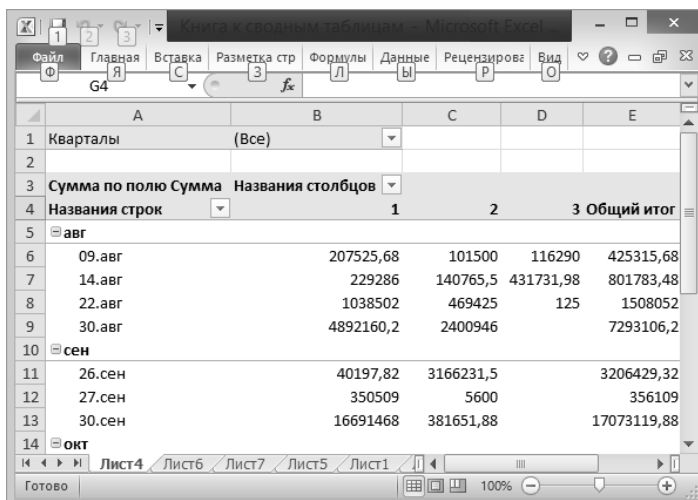 Книга к сводным таблицам - Microsoft Excel ...
1 2 3
Файл Главная Вставка Разметка стр Формулы Данные Рецензирова Вид
Ф Я С З Л Ы Р О
G4 fx
A B C D E
1 Кварталы (Все)
2
3 Сумма по полю Сумма Названия столбцов
4 Названия строк 1 2 3 Общий итог
5 авг
6 09.авг 207525,68 101500 116290 425315,68
7 14.авг 229286 140765,5 431731,98 801783,48
8 22.авг 1038502 469425 125 1508052
9 30.авг 4892160,2 2400946 7293106,2
10 сен
11 26.сен 40197,82 3166231,5 3206429,32
12 27.сен 350509 5600 356109
13 30.сен 16691468 381651,88 17073119,88
14 окт
Лист4 Лист6 Лист7 Лист5 Лист1
Готово 100%